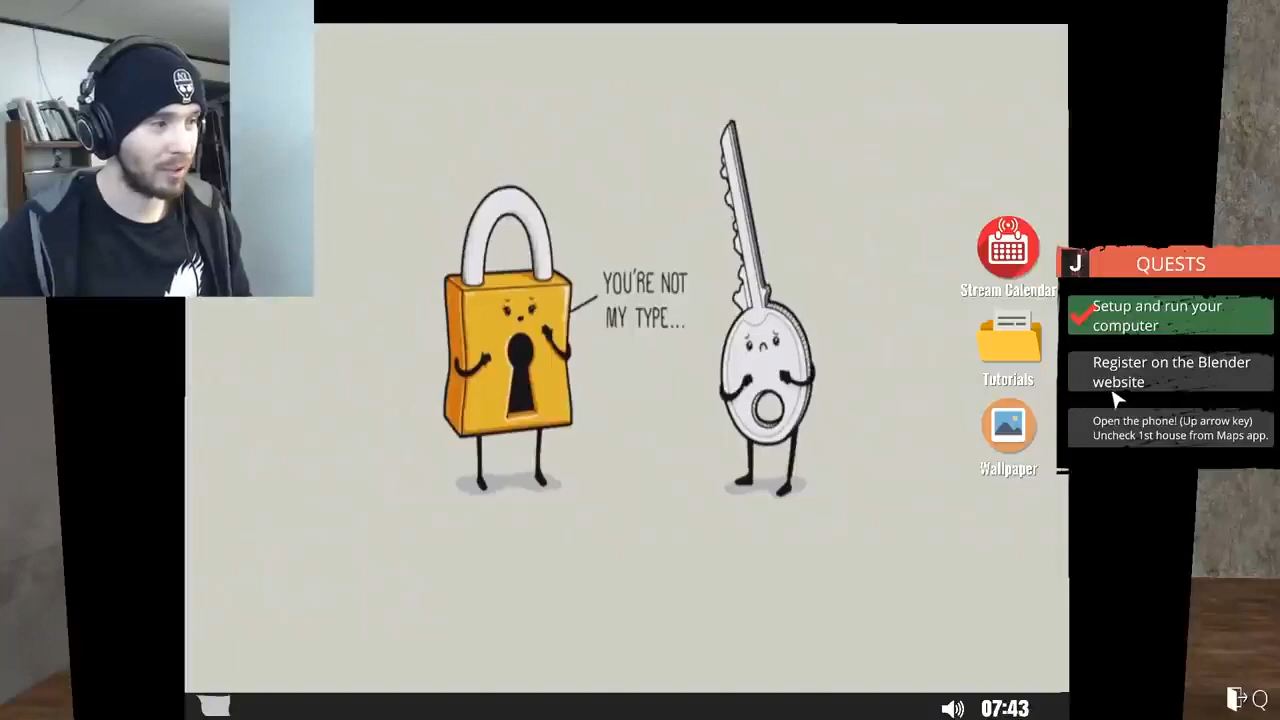 YOU'RE NOT
MY TYPE...
Stream Calendar
Tutorials
Wallpaper
J
QUESTS
Setup and run your
computer
Register on the Blender
website
Open the phone! (Up arrow key)
Uncheck 1st house from Maps app.
07:43
Q